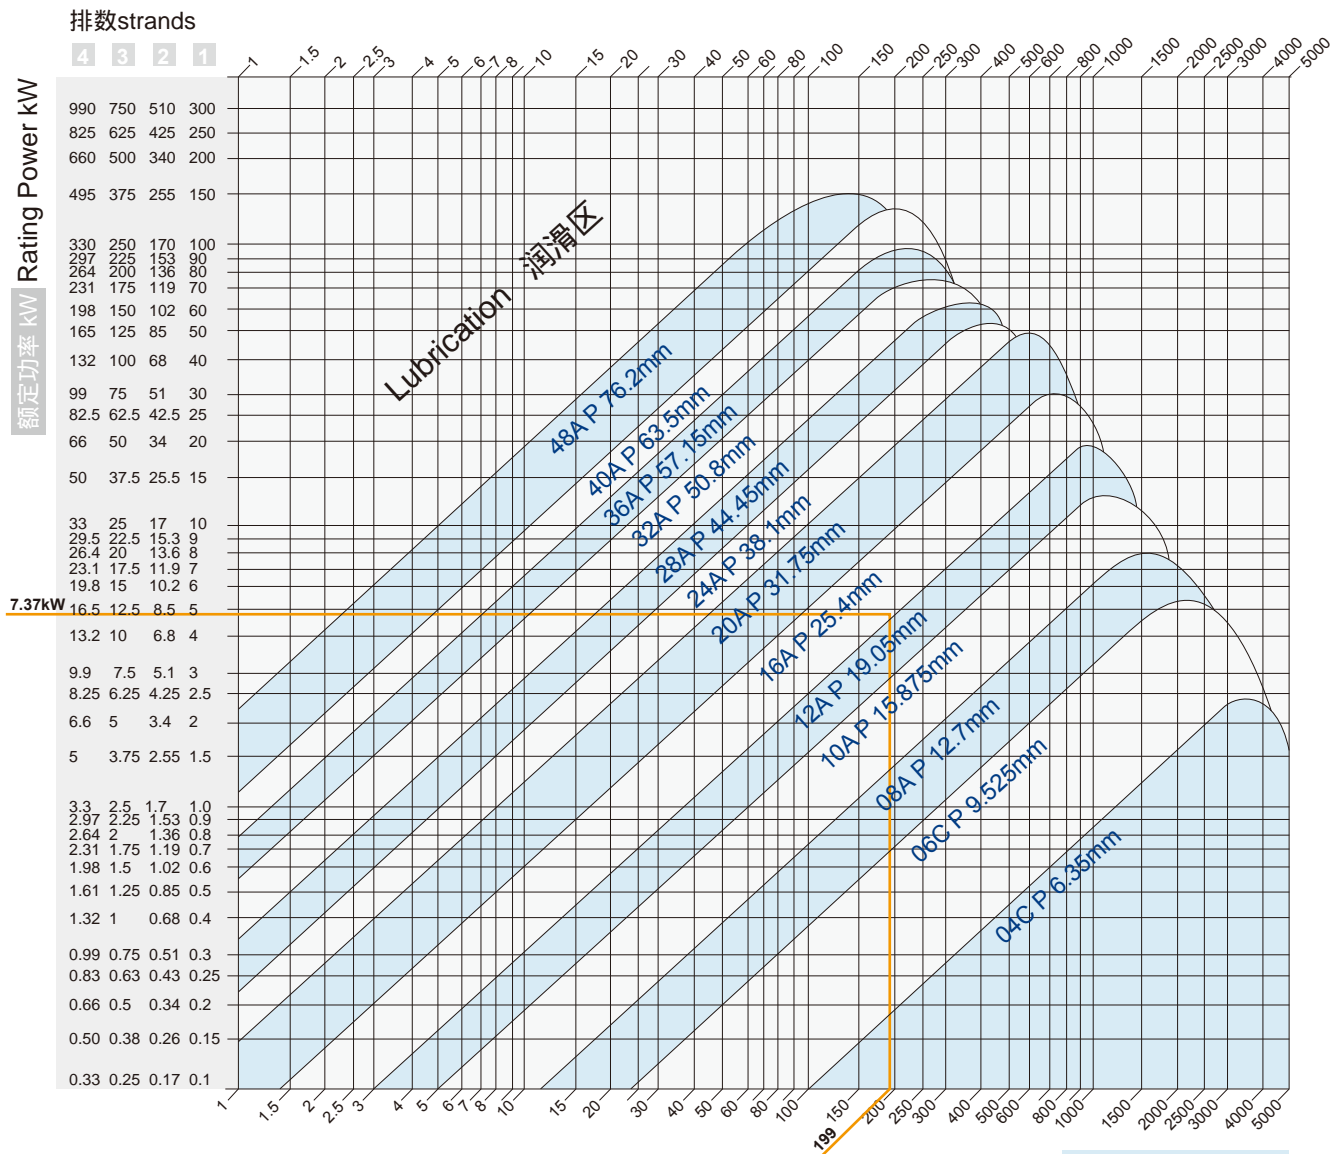 排数strands
4 3 2 1
1 1.5 2 2.5 3 4 5 6 7 8 10 15 20 30 40 50 60 80 100 150 200 250 300 400 500 600 800 1000 1500 2000 2500 3000 4000 5000
额定功率 kW Rating Power kW
990 750 510 300
825 625 425 250
660 500 340 200
495 375 255 150
330 250 170 100
297 225 153 90
264 200 136 80
231 175 119 70
198 150 102 60
165 125 85 50
132 100 68 40
99 75 51 30
82.5 62.5 42.5 25
66 50 34 20
50 37.5 25.5 15
33 25 17 10
29.5 22.5 15.3 9
26.4 20 13.6 8
23.1 17.5 11.9 7
19.8 15 10.2 6
7.37kW
16.5 12.5 8.5 5
13.2 10 6.8 4
9.9 7.5 5.1 3
8.25 6.25 4.25 2.5
6.6 5 3.4 2
5 3.75 2.55 1.5
3.3 2.5 1.7 1.0
2.97 2.25 1.53 0.9
2.64 2 1.36 0.8
2.31 1.75 1.19 0.7
1.98 1.5 1.02 0.6
1.61 1.25 0.85 0.5
1.32 1 0.68 0.4
0.99 0.75 0.51 0.3
0.83 0.63 0.43 0.25
0.66 0.5 0.34 0.2
0.50 0.38 0.26 0.15
0.33 0.25 0.17 0.1
Lubrication 润滑区
48A P 76.2mm
40A P 63.5mm
36A P 57.15mm
32A P 50.8mm
28A P 44.45mm
24A P 38.1mm
20A P 31.75mm
16A P 25.4mm
12A P 19.05mm
10A P 15.875mm
08A P 12.7mm
06C P 9.525mm
04C P 6.35mm
1 1.5 2 2.5 3 4 5 6 7 8 10 15 20 30 40 50 60 80 100 150 200 250 300 400 500 600 800 1000 1500 2000 2500 3000 4000 5000
199